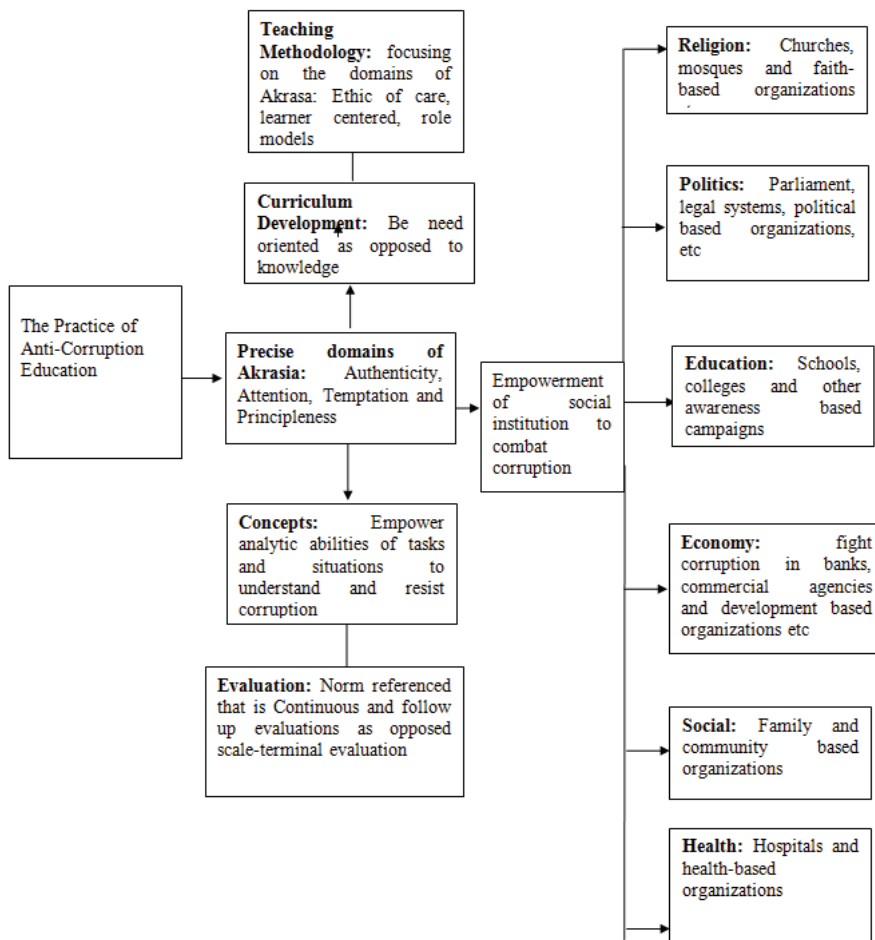 Teaching
Methodology: focusing
on the domains of
Akrasa: Ethic of care,
learner centered, role
models
Curriculum
Development: Be need
oriented as opposed to
knowledge
The Practice of
Anti-Corruption
Education
Precise domains of
Akrasia: Authenticity,
Attention, Temptation and
Principleness
Concepts: Empower
analytic abilities of tasks
and situations to
understand and resist
corruption
Evaluation: Norm referenced
that is Continuous and follow
up evaluations as opposed
scale-terminal evaluation
Empowerment
of social
institution to
combat
corruption
Religion: Churches,
mosques and faith-
based organizations
Politics: Parliament,
legal systems, political
based organizations,
etc
Education: Schools,
colleges and other
awareness based
campaigns
Economy: fight
corruption in banks,
commercial agencies
and development based
organizations etc
Social: Family and
community based
organizations
Health: Hospitals and
health-based
organizations